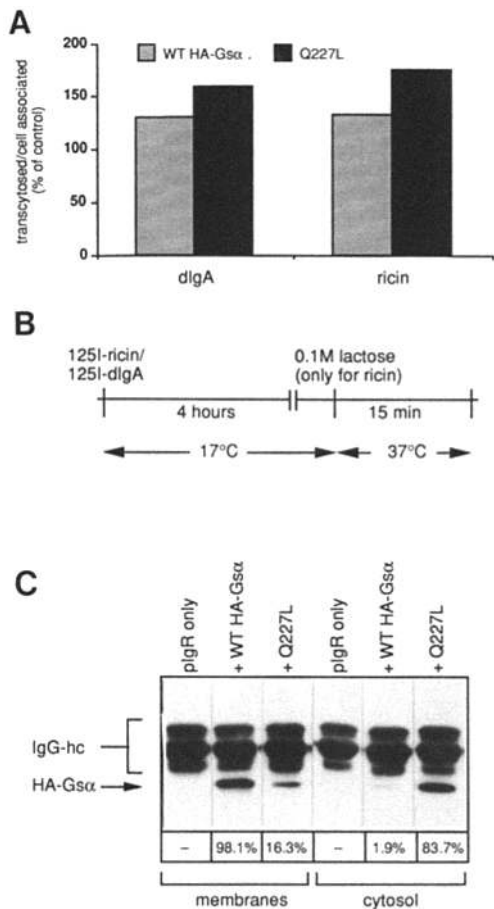 A
WT HA-Gsα .
Q227L
transcytosed/cell associated
(% of control)
200
150
100
50
0
dIgA
ricin
B
125I-ricin/
125I-dIgA
0.1M lactose
(only for ricin)
4 hours
15 min
17°C
37°C
C
pIgR only
+ WT HA-Gsα
+ Q227L
pIgR only
+ WT HA-Gsα
+ Q227L
IgG-hc
HA-Gsα
– 98.1% 16.3% – 1.9% 83.7%
membranes
cytosol